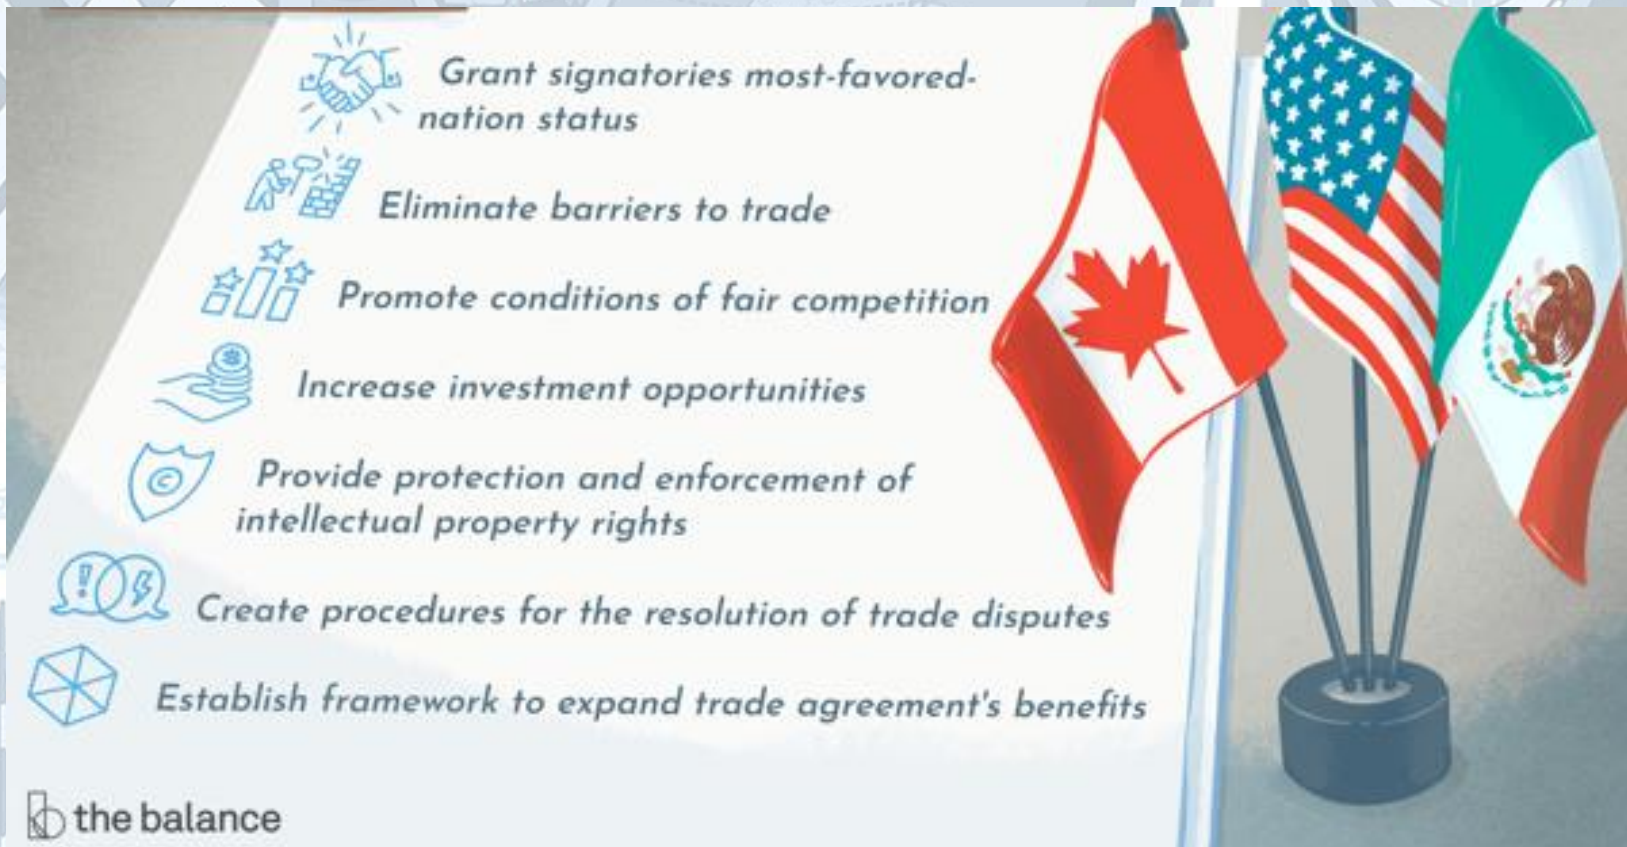 Grant signatories most-favored-
nation status
Eliminate barriers to trade
Promote conditions of fair competition
Increase investment opportunities
Provide protection and enforcement of
intellectual property rights
Create procedures for the resolution of trade disputes
Establish framework to expand trade agreement's benefits
the balance